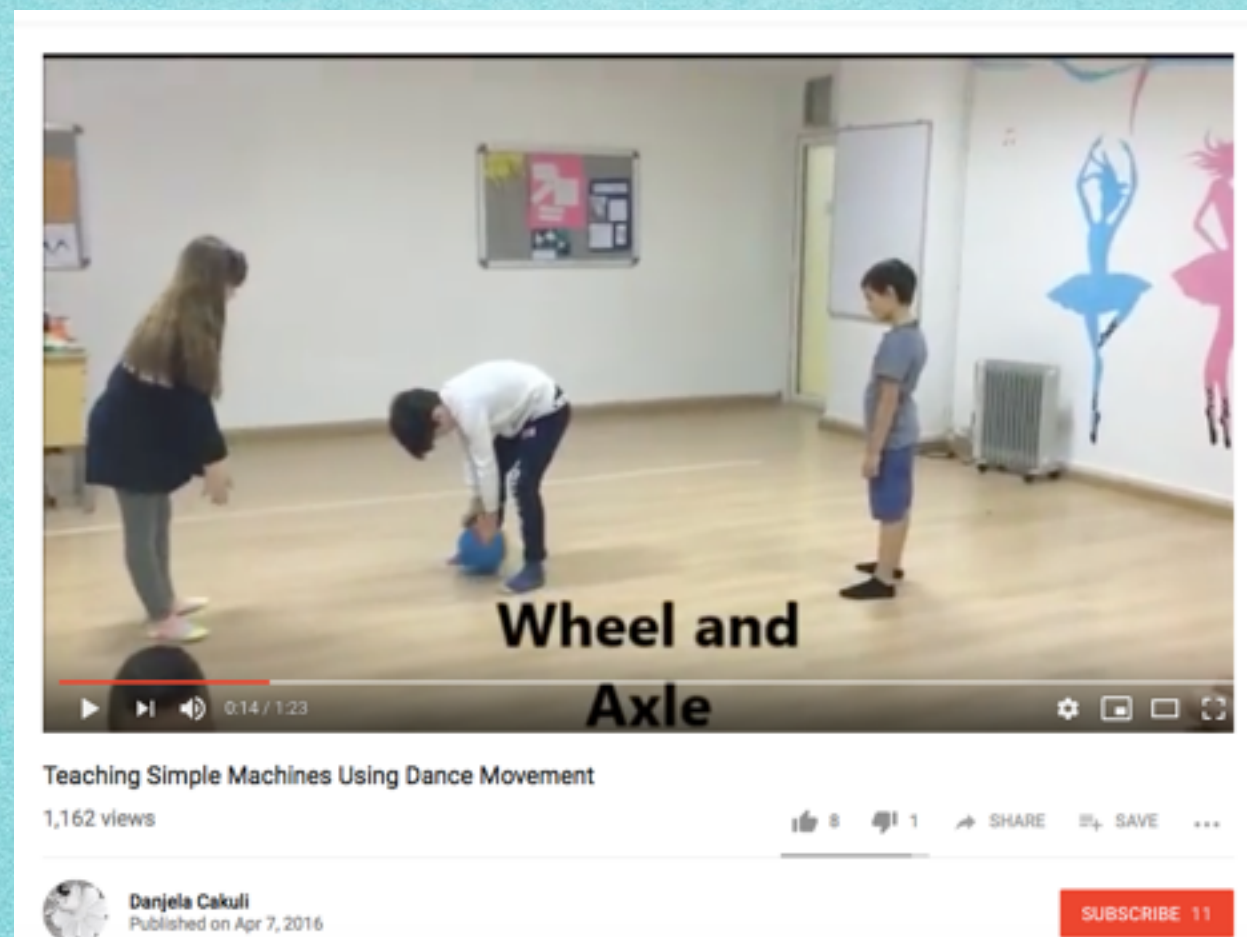 Wheel and
Axle
0:14 / 1:23
Teaching Simple Machines Using Dance Movement
1,162 views
8 1 SHARE SAVE
Danjela Cakuli
Published on Apr 7, 2016
SUBSCRIBE 11